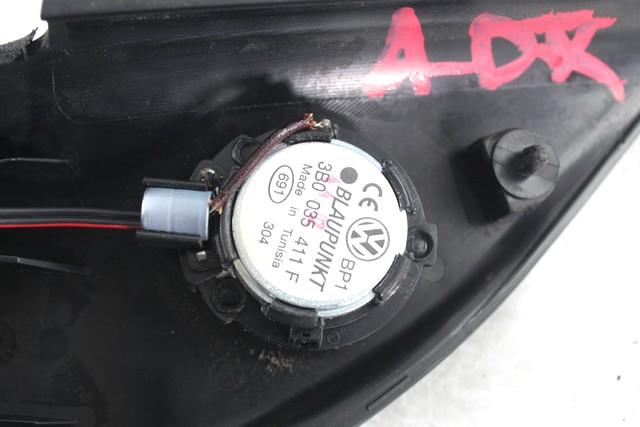 A-DX
CE
BP1
BLAUPUNKT
3B0 035 411 F
Made in Tunisia
691
304